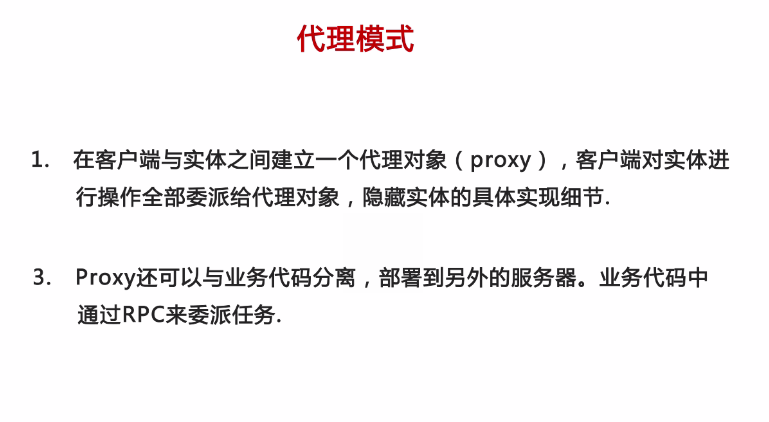 代理模式
1. 在客户端与实体之间建立一个代理对象（proxy），客户端对实体进
行操作全部委派给代理对象，隐藏实体的具体实现细节.
3. Proxy还可以与业务代码分离，部署到另外的服务器。业务代码中
通过RPC来委派任务.